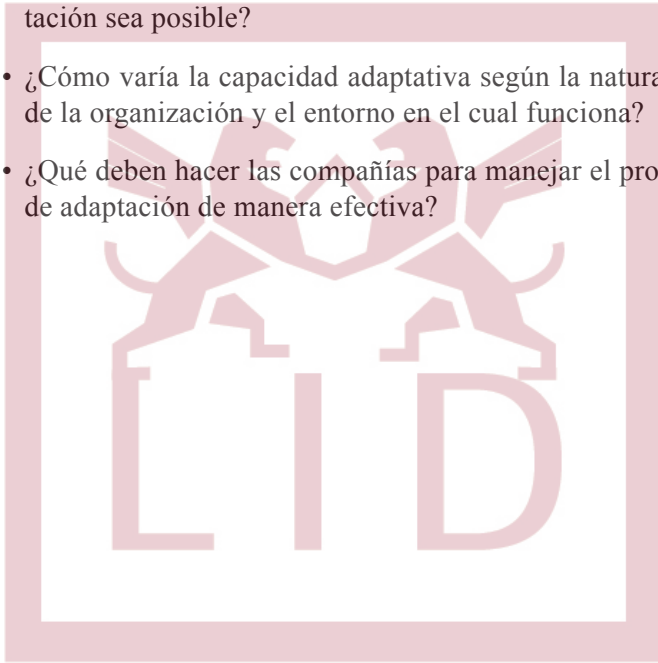 tación sea posible?
• ¿Cómo varía la capacidad adaptativa según la natura
de la organización y el entorno en el cual funciona?
• ¿Qué deben hacer las compañías para manejar el pro
de adaptación de manera efectiva?
LID